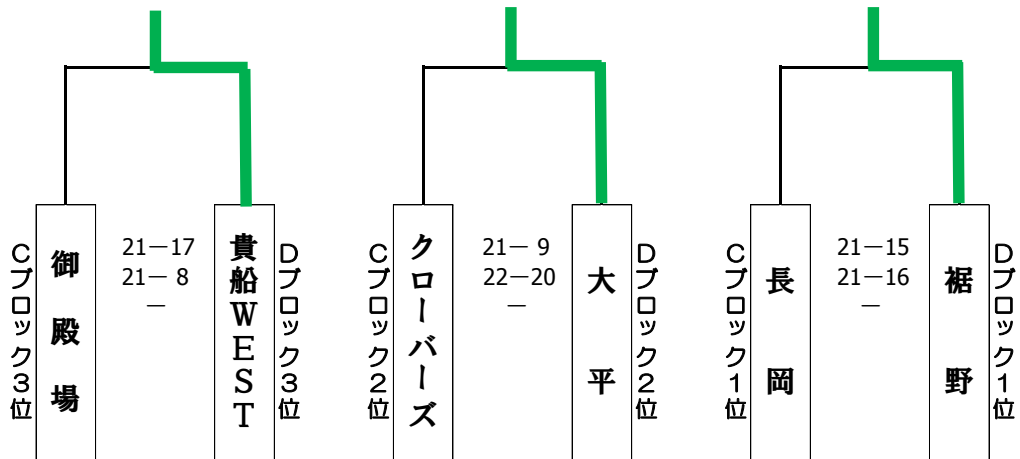 Cブロック3位
御殿場
21－17
21－ 8
－
貴船WEST
Dブロック3位
Cブロック2位
クローバーズ
21－ 9
22－20
－
大平
Dブロック2位
Cブロック1位
長岡
21－15
21－16
－
裾野
Dブロック1位